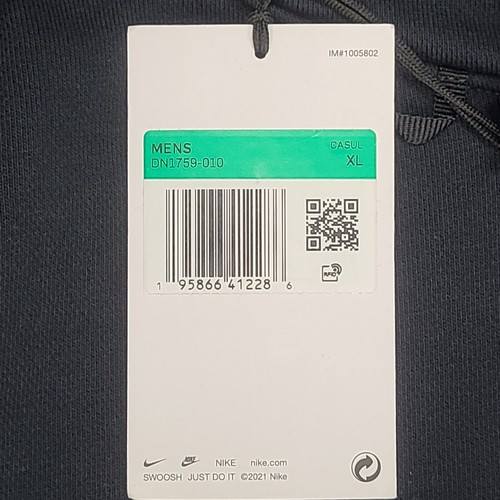 IM#1005802
MENS CASUL
DN1759-010 XL
RFID
1 95866 41228 6
NIKE nike.com
SWOOSH JUST DO IT ©2021 Nike